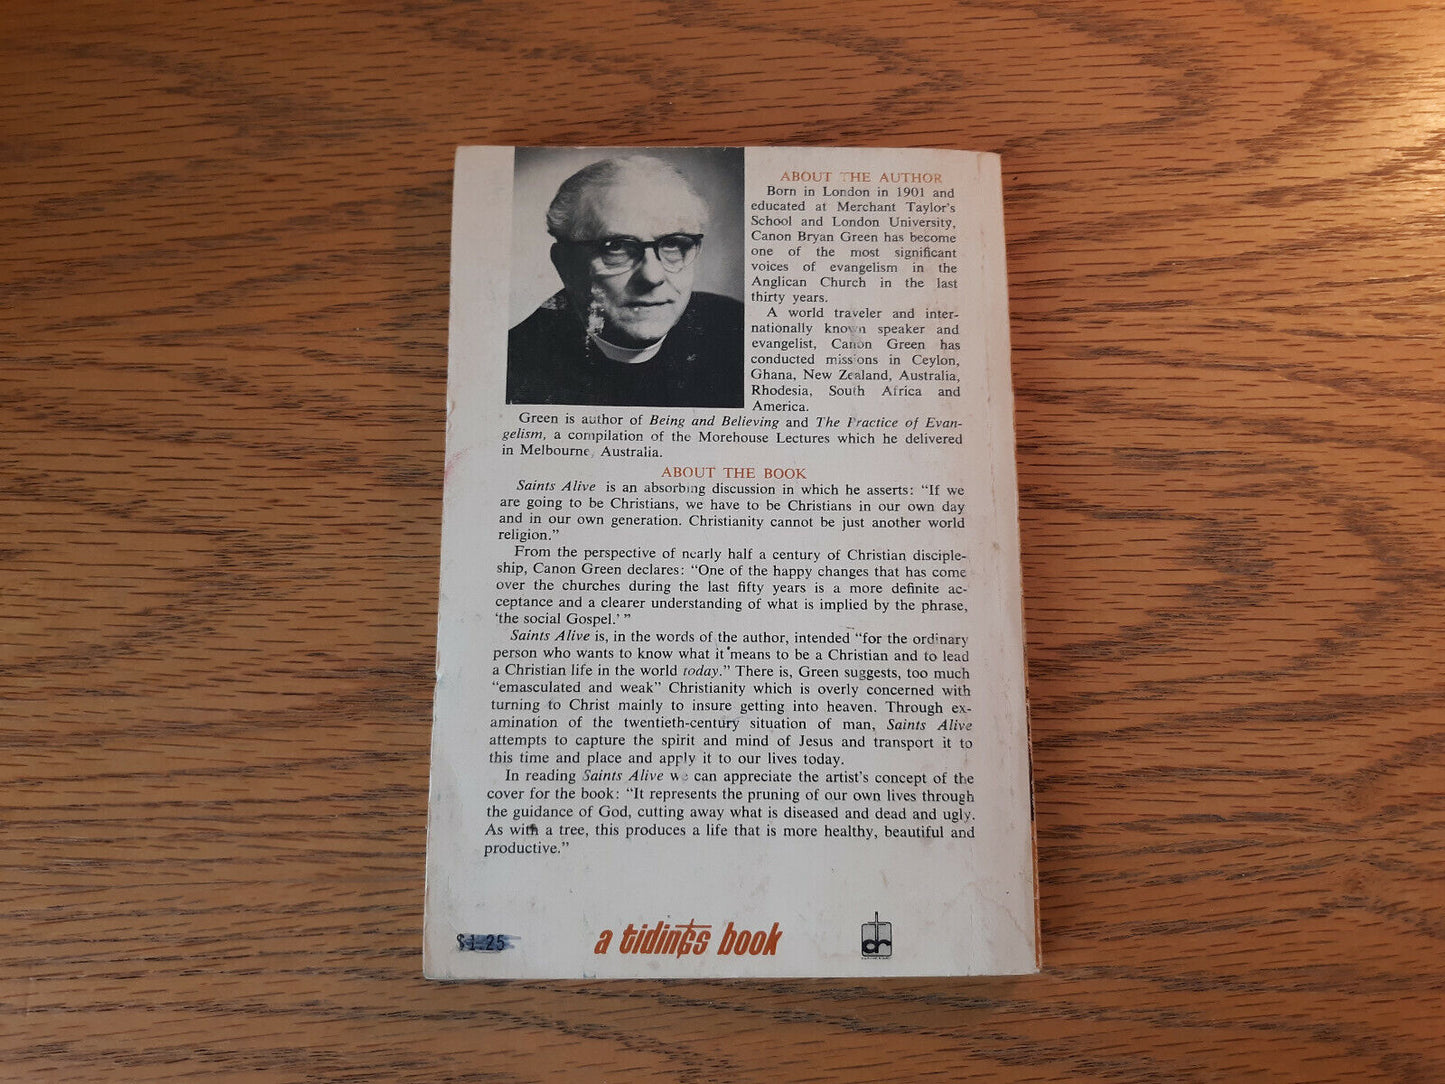 ABOUT THE AUTHOR
Born in London in 1901 and
educated at Merchant Taylor's
School and London University,
Canon Bryan Green has become
one of the most significant
voices of evangelism in the
Anglican Church in the last
thirty years.
A world traveler and inter-
nationally known speaker and
evangelist, Canon Green has
conducted missions in Ceylon,
Ghana, New Zealand, Australia,
Rhodesia, South Africa and
America.
Green is author of Being and Believing and The Practice of Evan-
gelism, a compilation of the Morehouse Lectures which he delivered
in Melbourne, Australia.
ABOUT THE BOOK
Saints Alive is an absorbing discussion in which he asserts: "If we
are going to be Christians, we have to be Christians in our own day
and in our own generation. Christianity cannot be just another world
religion."
From the perspective of nearly half a century of Christian disciple-
ship, Canon Green declares: "One of the happy changes that has come
over the churches during the last fifty years is a more definite ac-
ceptance and a clearer understanding of what is implied by the phrase,
'the social Gospel.' "
Saints Alive is, in the words of the author, intended "for the ordinary
person who wants to know what it means to be a Christian and to lead
a Christian life in the world today." There is, Green suggests, too much
"emasculated and weak" Christianity which is overly concerned with
turning to Christ mainly to insure getting into heaven. Through ex-
amination of the twentieth-century situation of man, Saints Alive
attempts to capture the spirit and mind of Jesus and transport it to
this time and place and apply it to our lives today.
In reading Saints Alive we can appreciate the artist's concept of the
cover for the book: "It represents the pruning of our own lives through
the guidance of God, cutting away what is diseased and dead and ugly.
As with a tree, this produces a life that is more healthy, beautiful and
productive."
$1.25
a tidings book